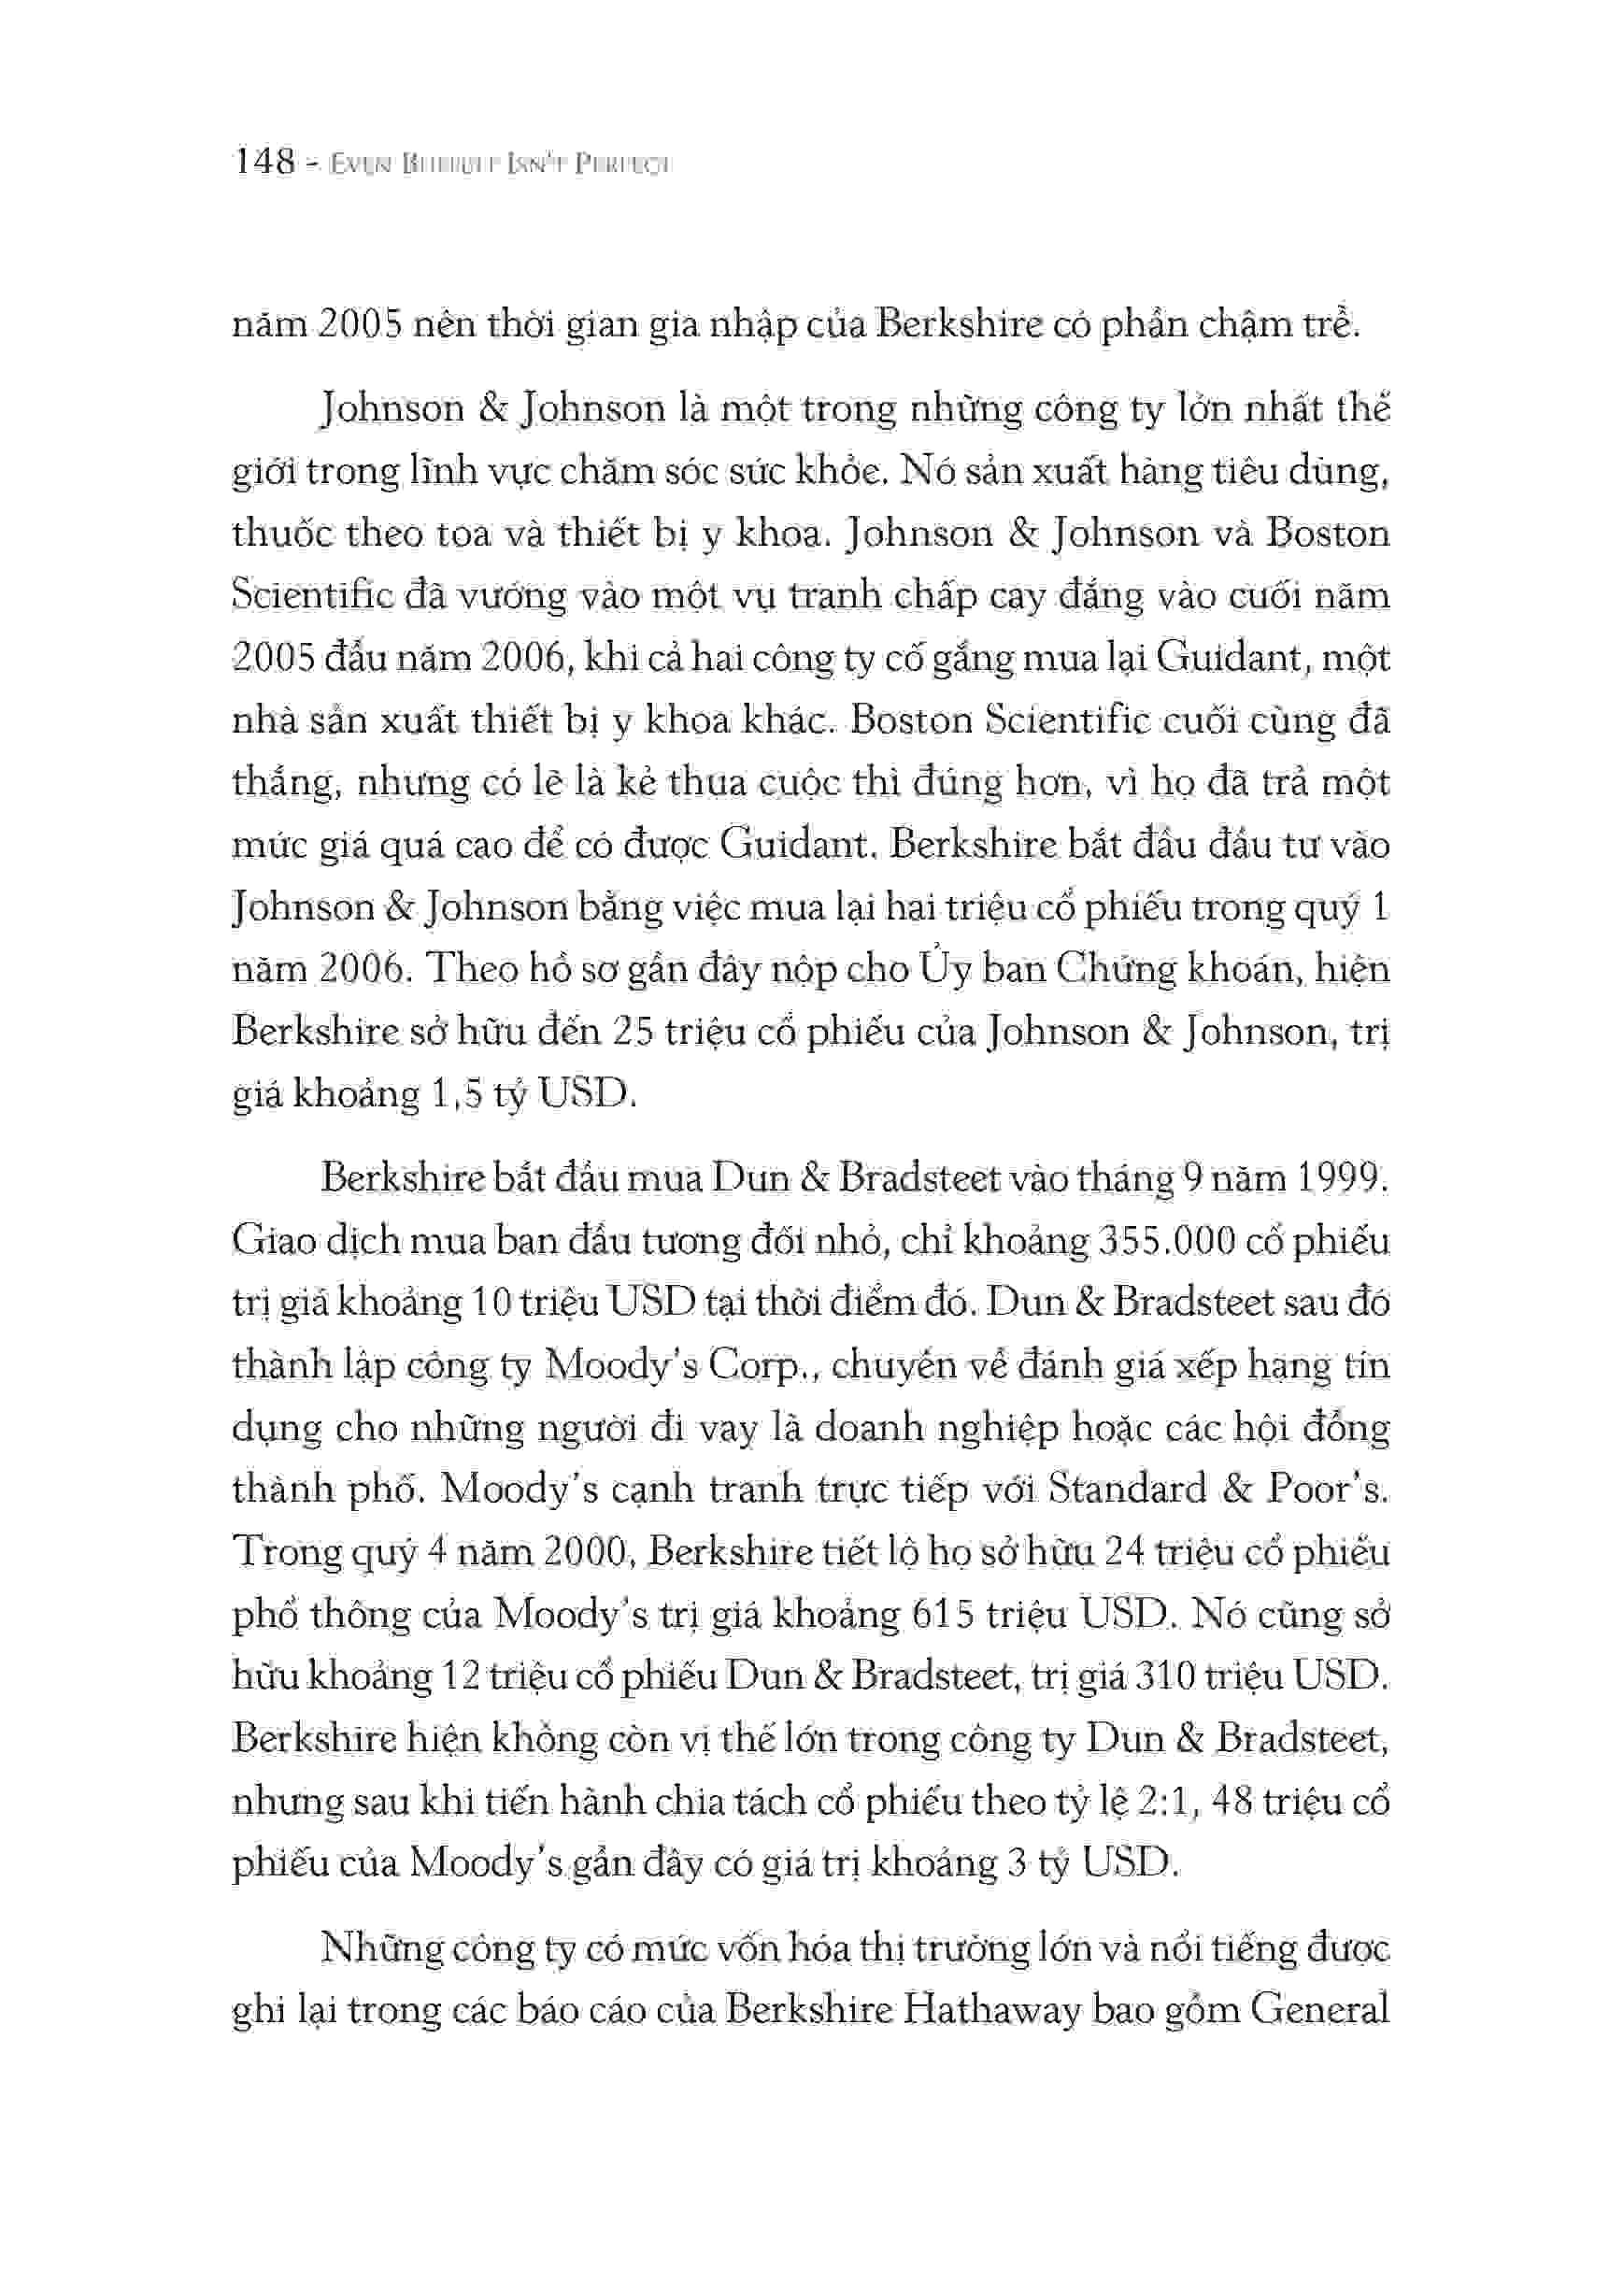 148 - EVEN BUFFETT ISN'T PERFECT
năm 2005 nên thời gian gia nhập của Berkshire có phần chậm trễ.
Johnson & Johnson là một trong những công ty lớn nhất thế
giới trong lĩnh vực chăm sóc sức khỏe. Nó sản xuất hàng tiêu dùng,
thuốc theo toa và thiết bị y khoa. Johnson & Johnson và Boston
Scientific đã vướng vào một vụ tranh chấp cay đắng vào cuối năm
2005 đầu năm 2006, khi cả hai công ty cố gắng mua lại Guidant, một
nhà sản xuất thiết bị y khoa khác. Boston Scientific cuối cùng đã
thắng, nhưng có lẽ là kẻ thua cuộc thì đúng hơn, vì họ đã trả một
mức giá quá cao để có được Guidant. Berkshire bắt đầu đầu tư vào
Johnson & Johnson bằng việc mua lại hai triệu cổ phiếu trong quý 1
năm 2006. Theo hồ sơ gần đây nộp cho Ủy ban Chứng khoán, hiện
Berkshire sở hữu đến 25 triệu cổ phiếu của Johnson & Johnson, trị
giá khoảng 1,5 tỷ USD.
Berkshire bắt đầu mua Dun & Bradsteet vào tháng 9 năm 1999.
Giao dịch mua ban đầu tương đối nhỏ, chỉ khoảng 355.000 cổ phiếu
trị giá khoảng 10 triệu USD tại thời điểm đó. Dun & Bradsteet sau đó
thành lập công ty Moody's Corp., chuyên về đánh giá xếp hạng tín
dụng cho những người đi vay là doanh nghiệp hoặc các hội đồng
thành phố. Moody's cạnh tranh trực tiếp với Standard & Poor's.
Trong quý 4 năm 2000, Berkshire tiết lộ họ sở hữu 24 triệu cổ phiếu
phổ thông của Moody's trị giá khoảng 615 triệu USD. Nó cũng sở
hữu khoảng 12 triệu cổ phiếu Dun & Bradsteet, trị giá 310 triệu USD.
Berkshire hiện không còn vị thế lớn trong công ty Dun & Bradsteet,
nhưng sau khi tiến hành chia tách cổ phiếu theo tỷ lệ 2:1, 48 triệu cổ
phiếu của Moody's gần đây có giá trị khoảng 3 tỷ USD.
Những công ty có mức vốn hóa thị trường lớn và nổi tiếng được
ghi lại trong các báo cáo của Berkshire Hathaway bao gồm General